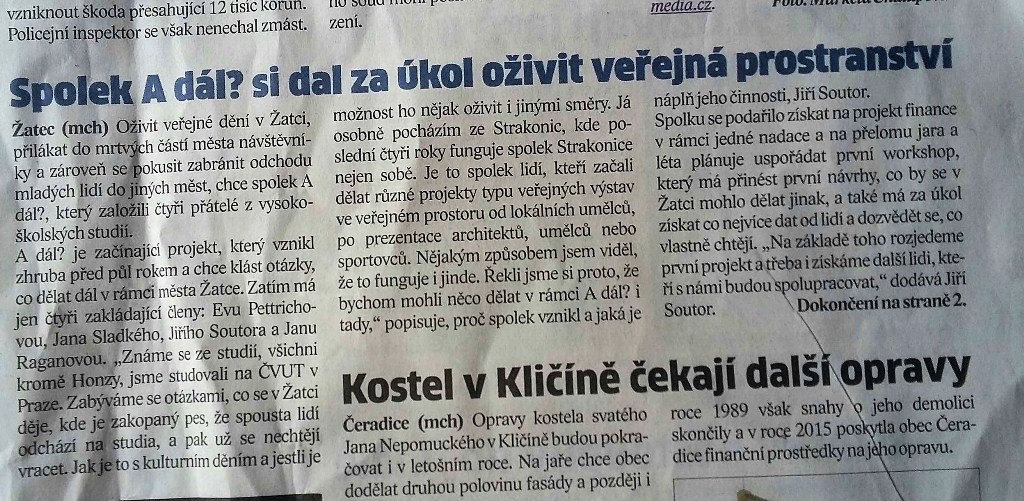 vzniknout škoda přesahující 12 tisíc korun.
Policejní inspektor se však nenechal zmást.
zení.
media.cz.
Spolek A dál? si dal za úkol oživit veřejná prostranství
Žatec (mch) Oživit veřejné dění v Žatci,
přilákat do mrtvých částí města návštěvní-
ky a zároveň se pokusit zabránit odchodu
mladých lidí do jiných měst, chce spolek A
dál?, který založili čtyři přátelé z vysoko-
školských studií.
A dál? je začínající projekt, který vznikl
zhruba před půl rokem a chce klást otázky,
co dělat dál v rámci města Žatce. Zatím má
jen čtyři zakládající členy: Evu Pettricho-
vou, Jana Sladkého, Jiřího Soutora a Janu
Raganovou. „Známe se ze studií, všichni
kromě Honzy, jsme studovali na ČVUT v
Praze. Zabýváme se otázkami, co se v Žatci
děje, kde je zakopaný pes, že spousta lidí
odchází na studia, a pak už se nechtějí
vracet. Jak je to s kulturním děním a jestli je
možnost ho nějak oživit i jinými směry. Já
osobně pocházím ze Strakonic, kde po-
slední čtyři roky funguje spolek Strakonice
nejen sobě. Je to spolek lidí, kteří začali
dělat různé projekty typu veřejných výstav
ve veřejném prostoru od lokálních umělců,
po prezentace architektů, umělců nebo
sportovců. Nějakým způsobem jsem viděl,
že to funguje i jinde. Řekli jsme si proto, že
bychom mohli něco dělat v rámci A dál? i
tady,“ popisuje, proč spolek vznikl a jaká je
náplň jeho činnosti, Jiří Soutor.
Spolku se podařilo získat na projekt finance
v rámci jedné nadace a na přelomu jara a
léta plánuje uspořádat první workshop,
který má přinést první návrhy, co by se v
Žatci mohlo dělat jinak, a také má za úkol
získat co nejvíce dat od lidí a dozvědět se, co
vlastně chtějí. „Na základě toho rozjedeme
první projekt a třeba i získáme další lidi, kte-
ří s námi budou spolupracovat,“ dodává Jiří
Soutor.
Dokončení na straně 2.
Kostel v Kličíně čekají další opravy
Čeradice (mch) Opravy kostela svatého
Jana Nepomuckého v Kličíně budou pokra-
čovat i v letošním roce. Na jaře chce obec
dodělat druhou polovinu fasády a později i
roce 1989 však snahy o jeho demolici
skončily a v roce 2015 poskytla obec Čera-
dice finanční prostředky na jeho opravu.